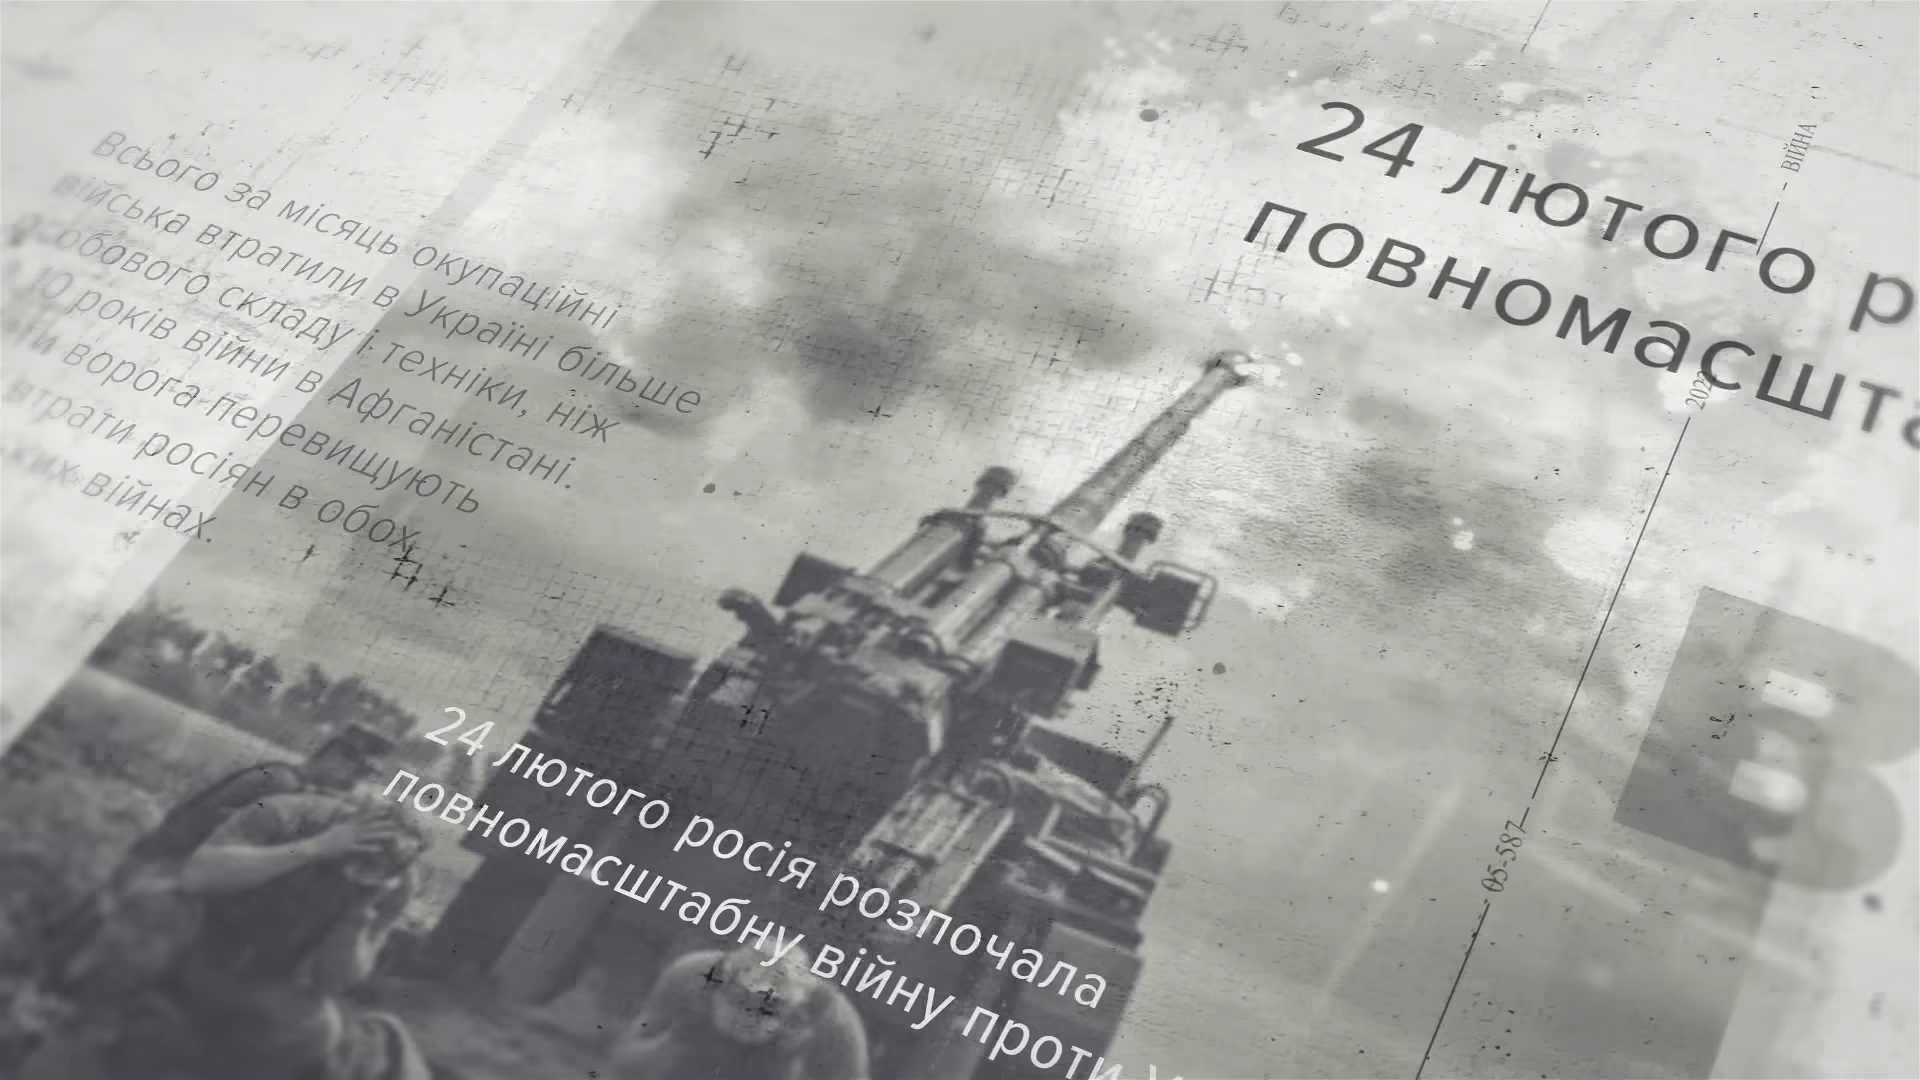 Всього за місяць окупаційні
війська втратили в Україні більше
особового складу і техніки, ніж
10 років війни в Афганістані.
ворога перевищують
втрати росіян в обох
війнах.
24 лютого
повномасшта
ВІЙНА
2022
05-587
В
24 лютого росія розпочала
повномасштабну війну проти